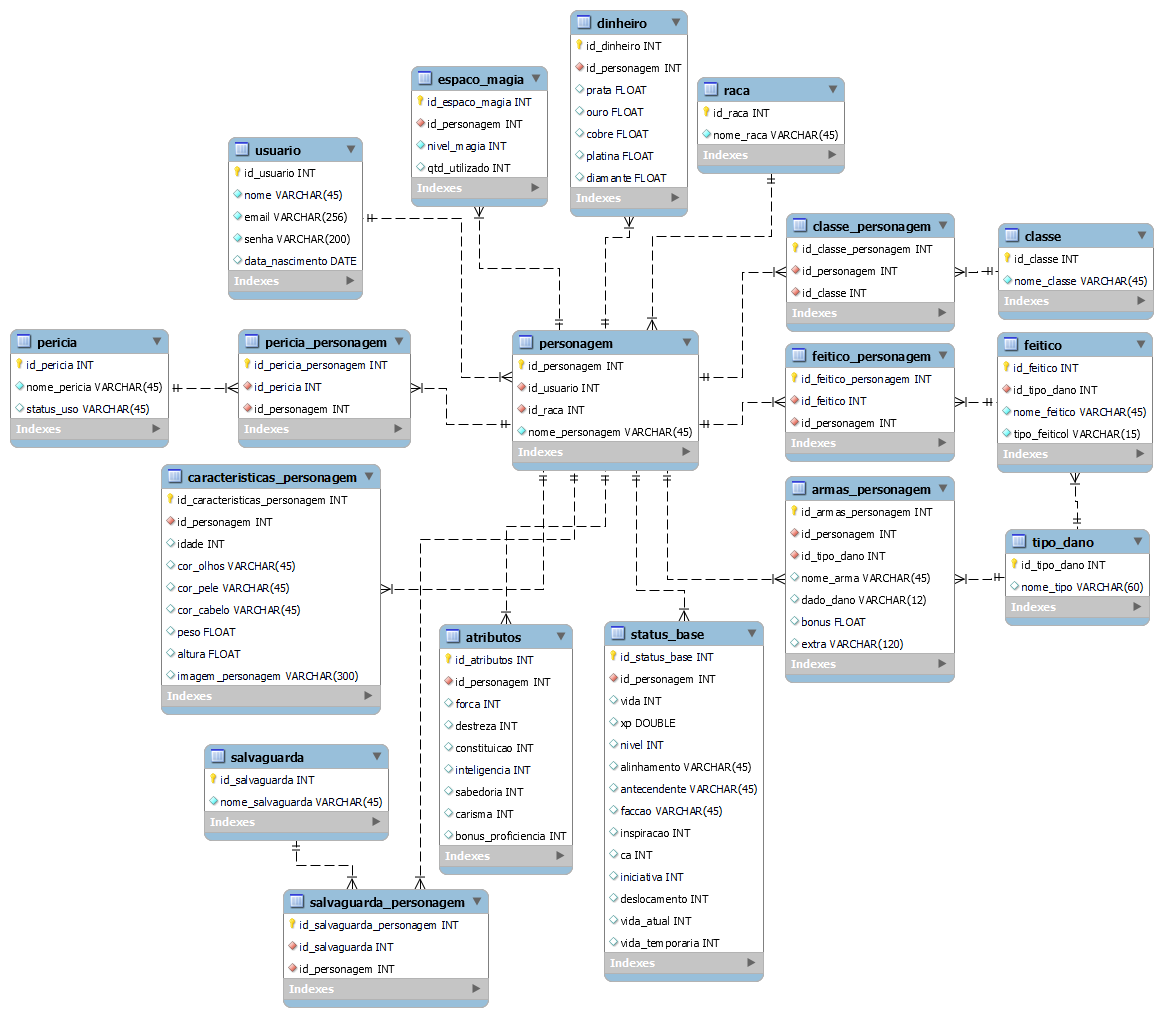 dinheiro
id_dinheiro INT
id_personagem INT
prata FLOAT
ouro FLOAT
cobre FLOAT
platina FLOAT
diamante FLOAT
Indexes
espaco_magia
id_espaco_magia INT
id_personagem INT
nivel_magia INT
qtd_utilizado INT
Indexes
raca
id_raca INT
nome_raca VARCHAR(45)
Indexes
usuario
id_usuario INT
nome VARCHAR(45)
email VARCHAR(256)
senha VARCHAR(200)
data_nascimento DATE
Indexes
classe_personagem
id_classe_personagem INT
id_personagem INT
id_classe INT
Indexes
classe
id_classe INT
nome_classe VARCHAR(45)
Indexes
pericia
id_pericia INT
nome_pericia VARCHAR(45)
status_uso VARCHAR(45)
Indexes
pericia_personagem
id_pericia_personagem INT
id_pericia INT
id_personagem INT
Indexes
personagem
id_personagem INT
id_usuario INT
id_raca INT
nome_personagem VARCHAR(45)
Indexes
feitico_personagem
id_feitico_personagem INT
id_feitico INT
id_personagem INT
Indexes
feitico
id_feitico INT
id_tipo_dano INT
nome_feitico VARCHAR(45)
tipo_feiticol VARCHAR(15)
Indexes
caracteristicas_personagem
id_caracteristicas_personagem INT
id_personagem INT
idade INT
cor_olhos VARCHAR(45)
cor_pele VARCHAR(45)
cor_cabelo VARCHAR(45)
peso FLOAT
altura FLOAT
imagem_personagem VARCHAR(300)
Indexes
armas_personagem
id_armas_personagem INT
id_personagem INT
id_tipo_dano INT
nome_arma VARCHAR(45)
dado_dano VARCHAR(12)
bonus FLOAT
extra VARCHAR(120)
Indexes
tipo_dano
id_tipo_dano INT
nome_tipo VARCHAR(60)
Indexes
atributos
id_atributos INT
id_personagem INT
forca INT
destreza INT
constituicao INT
inteligencia INT
sabedoria INT
carisma INT
bonus_proficiencia INT
Indexes
status_base
id_status_base INT
id_personagem INT
vida INT
xp DOUBLE
nivel INT
alinhamento VARCHAR(45)
antecedente VARCHAR(45)
faccao VARCHAR(45)
inspiracao INT
ca INT
iniciativa INT
deslocamento INT
vida_atual INT
vida_temporaria INT
Indexes
salvaguarda
id_salvaguarda INT
nome_salvaguarda VARCHAR(45)
Indexes
salvaguarda_personagem
id_salvaguarda_personagem INT
id_salvaguarda INT
id_personagem INT
Indexes